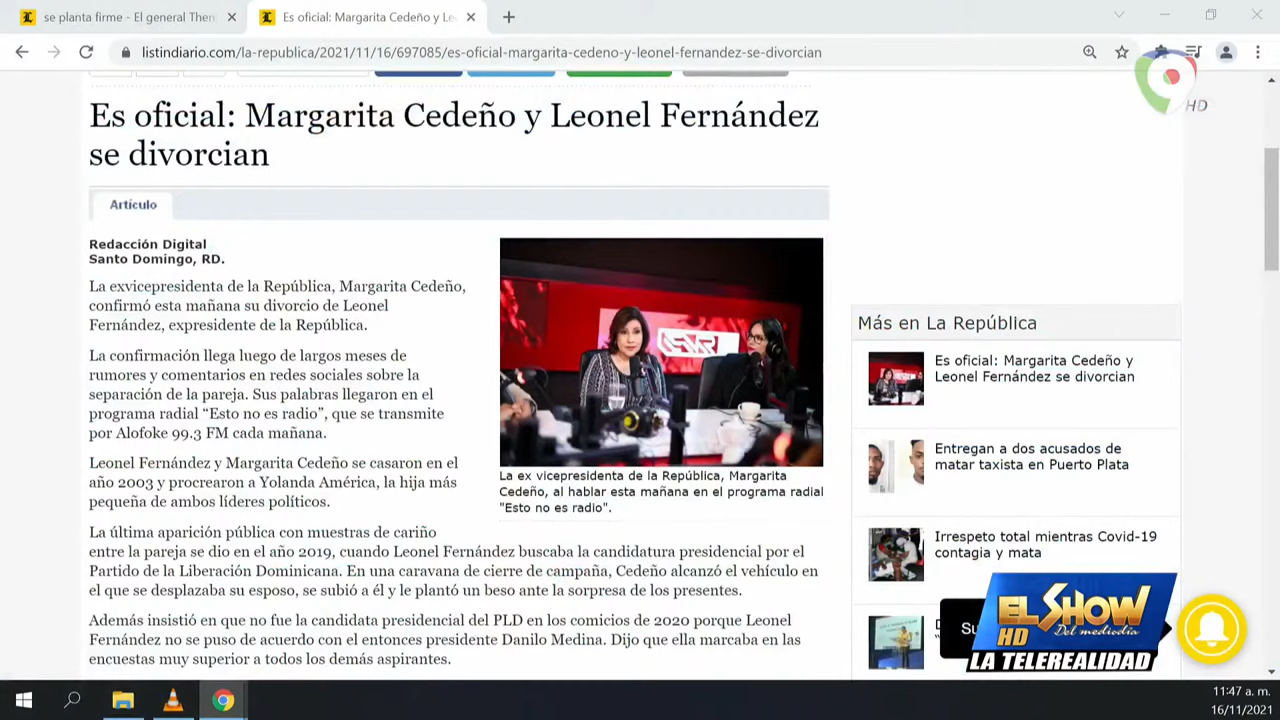 se planta firme - El general Then
Es oficial: Margarita Cedeño y Le
listindiario.com/la-republica/2021/11/16/697085/es-oficial-margarita-cedeno-y-leonel-fernandez-se-divorcian
HD
Es oficial: Margarita Cedeño y Leonel Fernández
se divorcian
Artículo
Redacción Digital
Santo Domingo, RD.
La exvicepresidenta de la República, Margarita Cedeño,
confirmó esta mañana su divorcio de Leonel
Fernández, expresidente de la República.
La confirmación llega luego de largos meses de
rumores y comentarios en redes sociales sobre la
separación de la pareja. Sus palabras llegaron en el
programa radial “Esto no es radio”, que se transmite
por Alofoke 99.3 FM cada mañana.
Leonel Fernández y Margarita Cedeño se casaron en el
año 2003 y procrearon a Yolanda América, la hija más
pequeña de ambos líderes políticos.
La ex vicepresidenta de la República, Margarita
Cedeño, al hablar esta mañana en el programa radial
"Esto no es radio".
La última aparición pública con muestras de cariño
entre la pareja se dio en el año 2019, cuando Leonel Fernández buscaba la candidatura presidencial por el
Partido de la Liberación Dominicana. En una caravana de cierre de campaña, Cedeño alcanzó el vehículo en
el que se desplazaba su esposo, se subió a él y le plantó un beso ante la sorpresa de los presentes.
Además insistió en que no fue la candidata presidencial del PLD en los comicios de 2020 porque Leonel
Fernández no se puso de acuerdo con el entonces presidente Danilo Medina. Dijo que ella marcaba en las
encuestas muy superior a todos los demás aspirantes.
Más en La República
Es oficial: Margarita Cedeño y
Leonel Fernández se divorcian
Entregan a dos acusados de
matar taxista en Puerto Plata
Irrespeto total mientras Covid-19
contagia y mata
Su
EL SHOW
HD Del mediodía
LA TELEREALIDAD
11:47 a. m.
16/11/2021